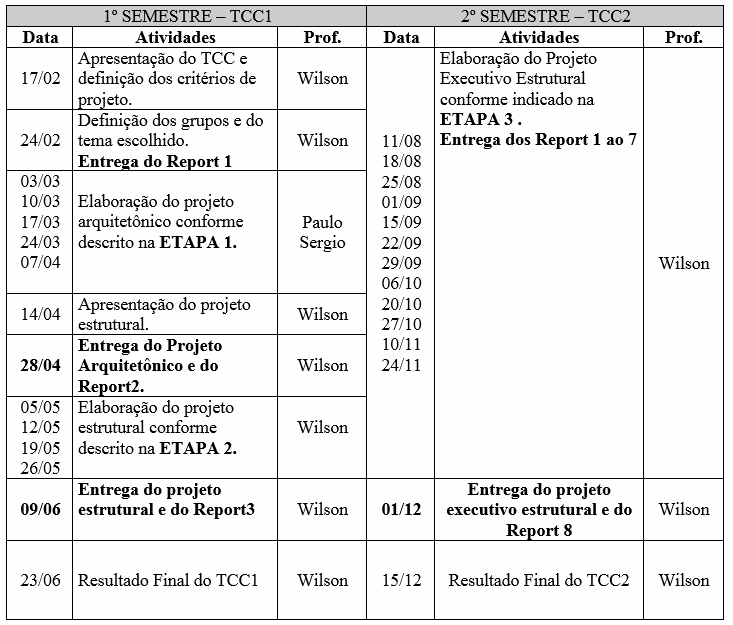 1º SEMESTRE – TCC1
2º SEMESTRE – TCC2
Data
Atividades
Prof.
Data
Atividades
Prof.
17/02
Apresentação do TCC e
definição dos critérios de
projeto.
Wilson
24/02
Definição dos grupos e do
tema escolhido.
Entrega do Report 1
Wilson
03/03
10/03
17/03
24/03
07/04
Elaboração do projeto
arquitetônico conforme
descrito na ETAPA 1.
Paulo
Sergio
14/04
Apresentação do projeto
estrutural.
Wilson
28/04
Entrega do Projeto
Arquitetônico e do
Report2.
Wilson
05/05
12/05
19/05
26/05
Elaboração do projeto
estrutural conforme
descrito na ETAPA 2.
Wilson
11/08
18/08
25/08
01/09
15/09
22/09
29/09
06/10
20/10
27/10
10/11
24/11
Elaboração do Projeto
Executivo Estrutural
conforme indicado na
ETAPA 3 .
Entrega dos Report 1 ao 7
Wilson
09/06
Entrega do projeto
estrutural e do Report3
Wilson
01/12
Entrega do projeto
executivo estrutural e do
Report 8
Wilson
23/06
Resultado Final do TCC1
Wilson
15/12
Resultado Final do TCC2
Wilson